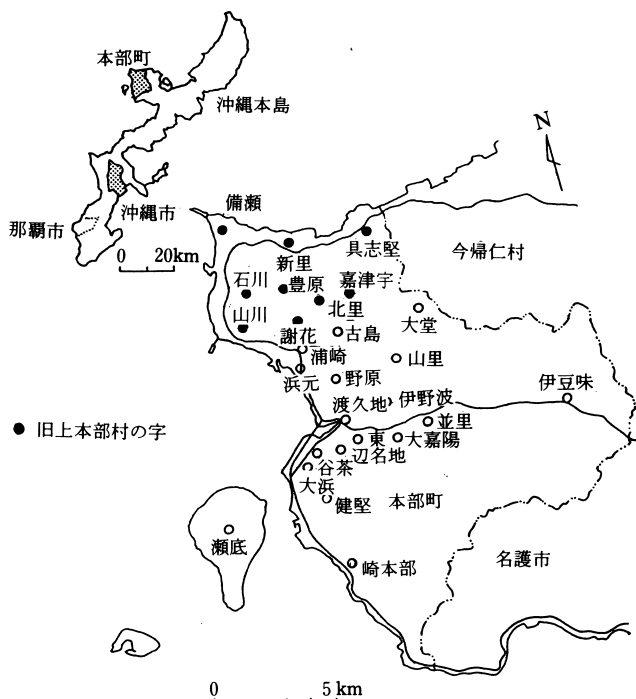 本部町
沖縄本島
N
備瀬
那覇市
沖縄市
0 20km
具志堅
今帰仁村
新里
石川
豊原
嘉津宇
北里
山川
大堂
謝花
古島
浦崎
山里
浜元
野原
伊豆味
渡久地
伊野波
並里
● 旧上本部村の字
東
大嘉陽
辺名地
谷茶
大浜
健堅
本部町
瀬底
崎本部
名護市
0 5km